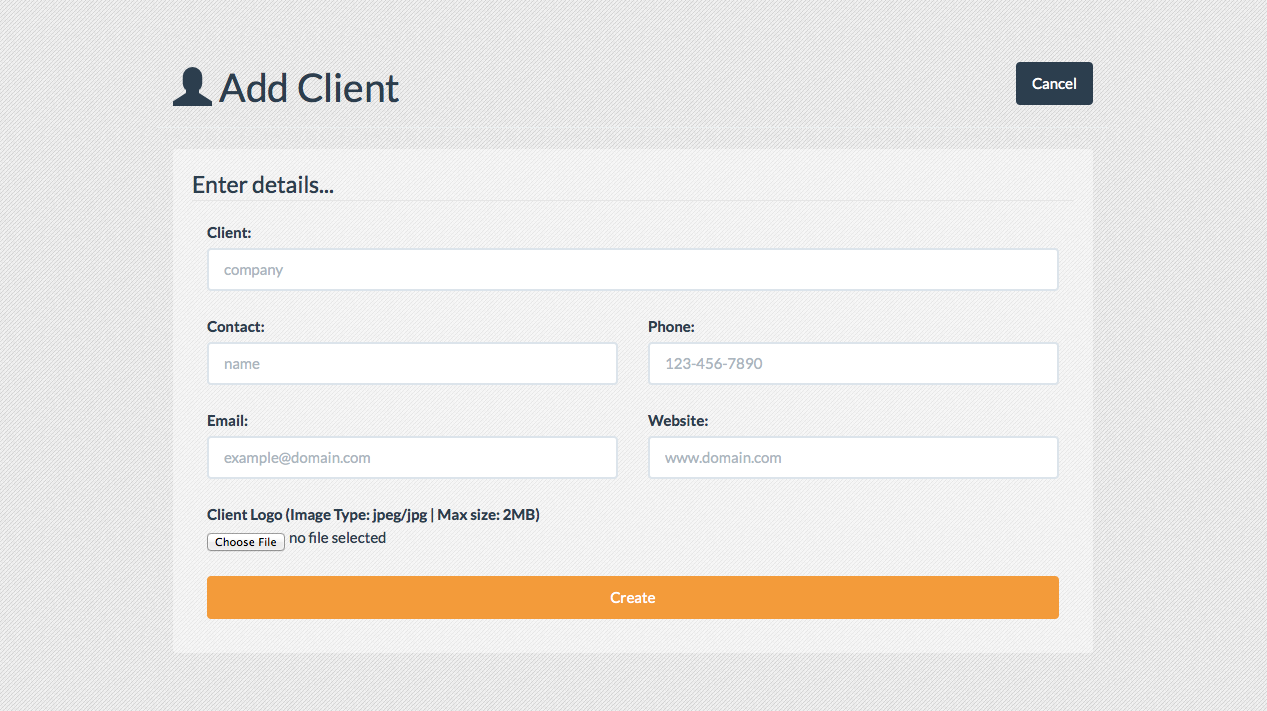 Add Client
Cancel
Enter details...
Client:
company
Contact:
Phone:
name
123-456-7890
Email:
Website:
example@domain.com
www.domain.com
Client Logo (Image Type: jpeg/jpg | Max size: 2MB)
Choose File no file selected
Create